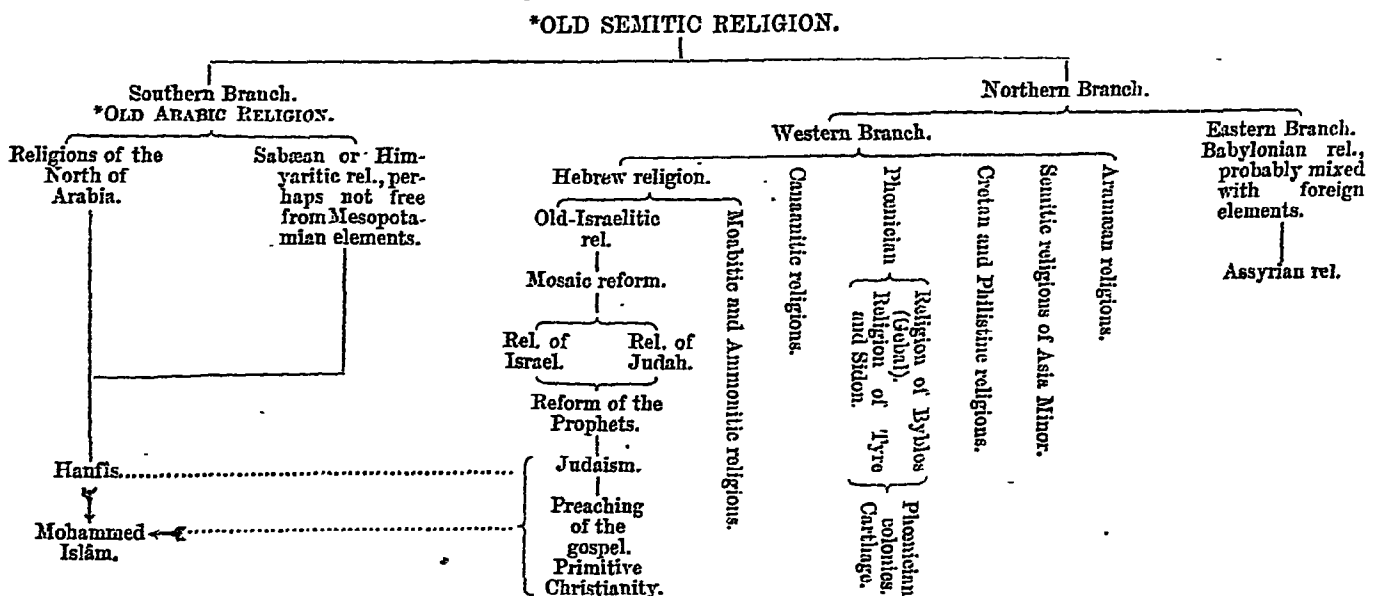 *OLD SEMITIC RELIGION.
Southern Branch.
*OLD ARABIC RELIGION.
Religions of the
North of
Arabia.
Sabæan or Him-
yaritic rel., per-
haps not free
from Mesopota-
mian elements.
Hanfis
Mohammed
Islâm.
Northern Branch.
Western Branch.
Hebrew religion.
Old-Israelitic
rel.
Mosaic reform.
Rel. of
Israel.
Rel. of
Judah.
Reform of the
Prophets.
Judaism.
Preaching
of the
gospel.
Primitive
Christianity.
Moabitic and Ammonitic religions.
Canaanitic religions.
Phœnician
Religion of Byblos
(Gebal).
Religion of Tyre
and Sidon.
Phœnician
colonies.
Carthage.
Cretan and Philistine religions.
Semitic religions of Asia Minor.
Aramæan religions.
Eastern Branch.
Babylonian rel.,
probably mixed
with foreign
elements.
Assyrian rel.